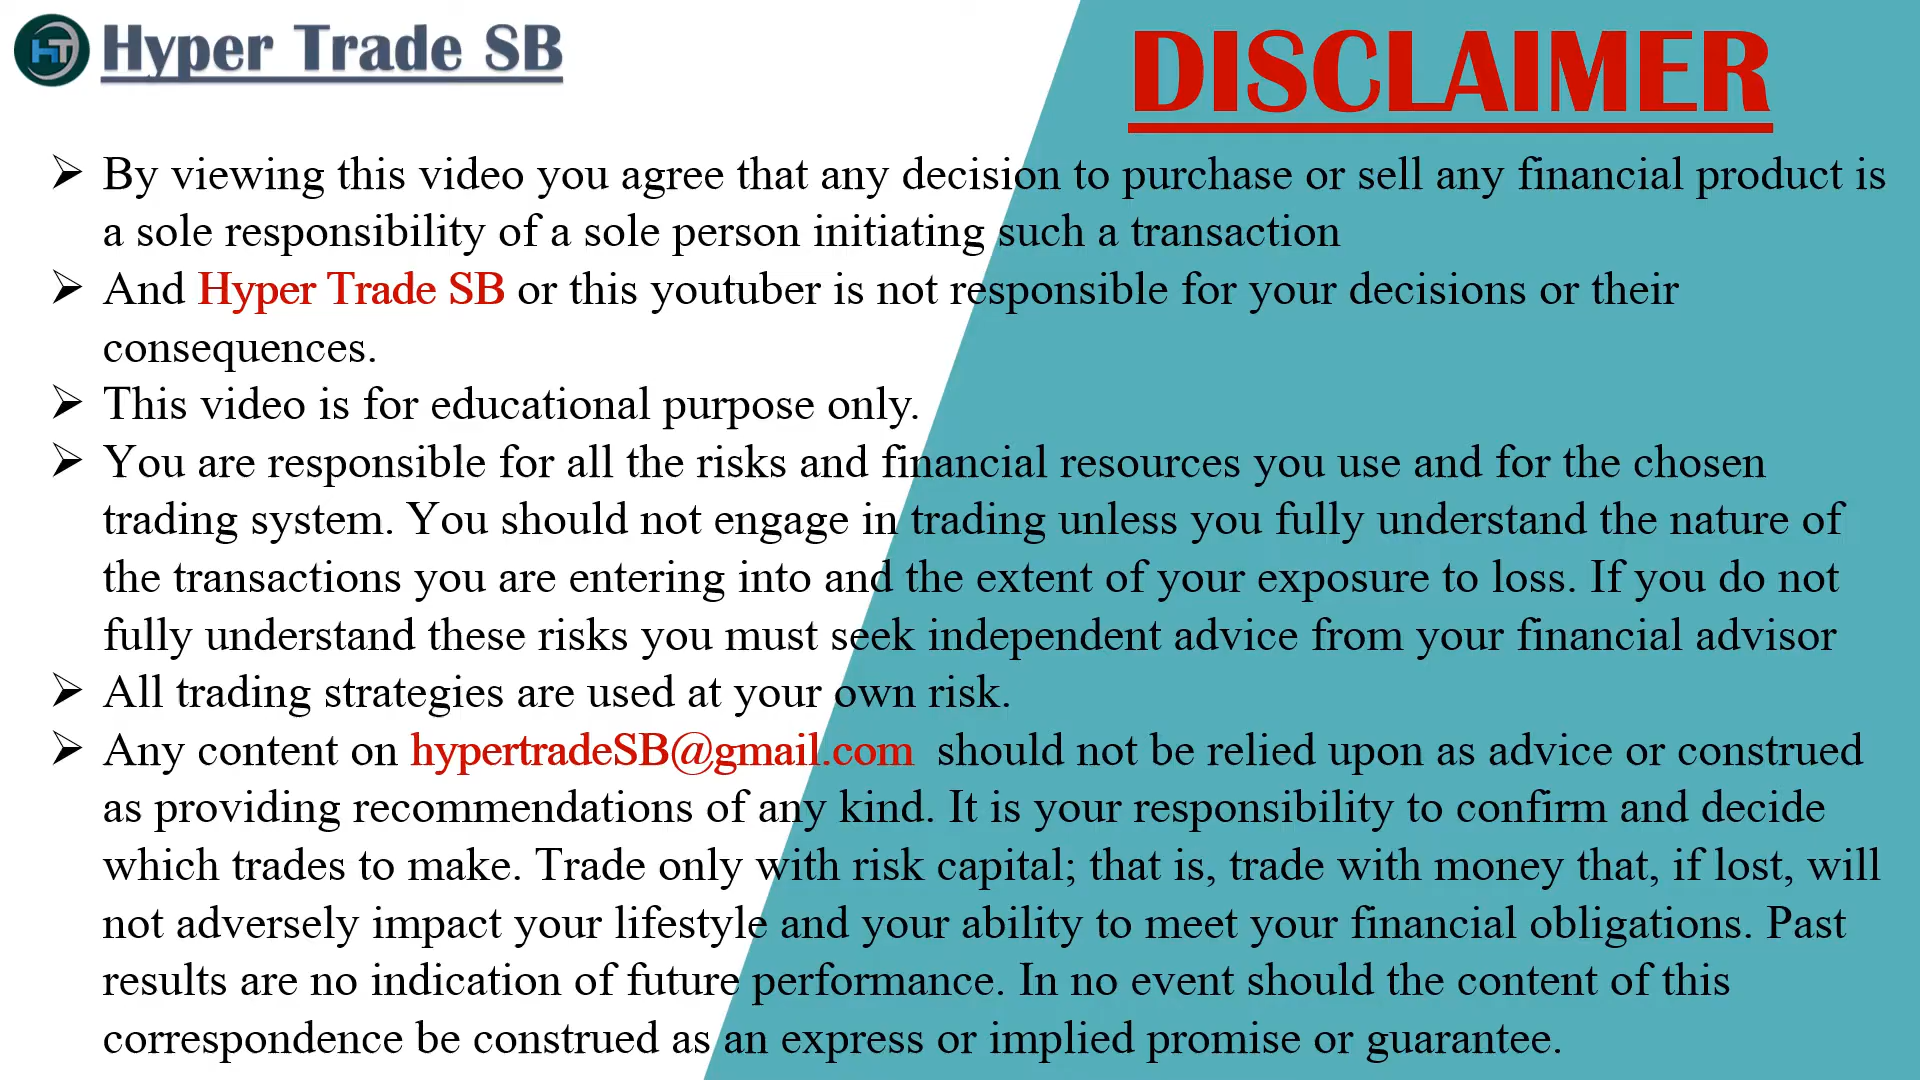 HT Hyper Trade SB
DISCLAIMER
➢ By viewing this video you agree that any decision to purchase or sell any financial product is
a sole responsibility of a sole person initiating such a transaction
➢ And Hyper Trade SB or this youtuber is not responsible for your decisions or their
consequences.
➢ This video is for educational purpose only.
➢ You are responsible for all the risks and financial resources you use and for the chosen
trading system. You should not engage in trading unless you fully understand the nature of
the transactions you are entering into and the extent of your exposure to loss. If you do not
fully understand these risks you must seek independent advice from your financial advisor
➢ All trading strategies are used at your own risk.
➢ Any content on hypertradeSB@gmail.com should not be relied upon as advice or construed
as providing recommendations of any kind. It is your responsibility to confirm and decide
which trades to make. Trade only with risk capital; that is, trade with money that, if lost, will
not adversely impact your lifestyle and your ability to meet your financial obligations. Past
results are no indication of future performance. In no event should the content of this
correspondence be construed as an express or implied promise or guarantee.